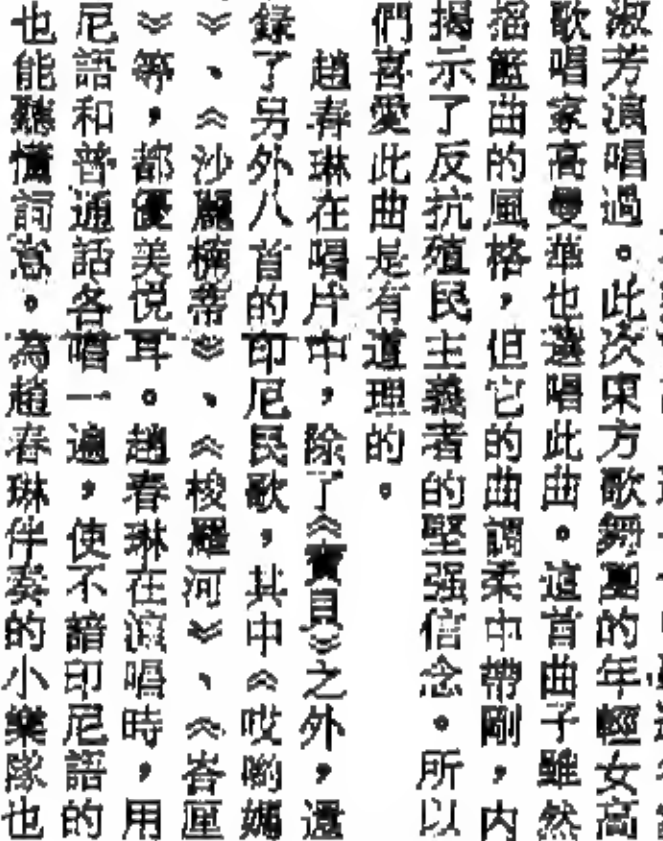 淑芳演唱過。此次東方歌舞團的年輕女高
歌唱家高曼華也選唱此曲。這首曲子雖然
搖籃曲的風格，但它的曲調柔中帶剛，内
揭示了反抗殖民主義者的堅强信念。所以
們喜愛此曲是有道理的。
趙春琳在唱片中，除了《寶貝》之外，還
錄了另外八首的印尼民歌，其中《哎喲媽
》、《沙麗楠蒂》、《梭羅河》、《峇厘
》等，都優美悦耳。趙春琳在演唱時，用
尼語和普通話各唱一遍，使不諳印尼語的
也能聽懂詞意。為趙春琳伴奏的小樂隊也